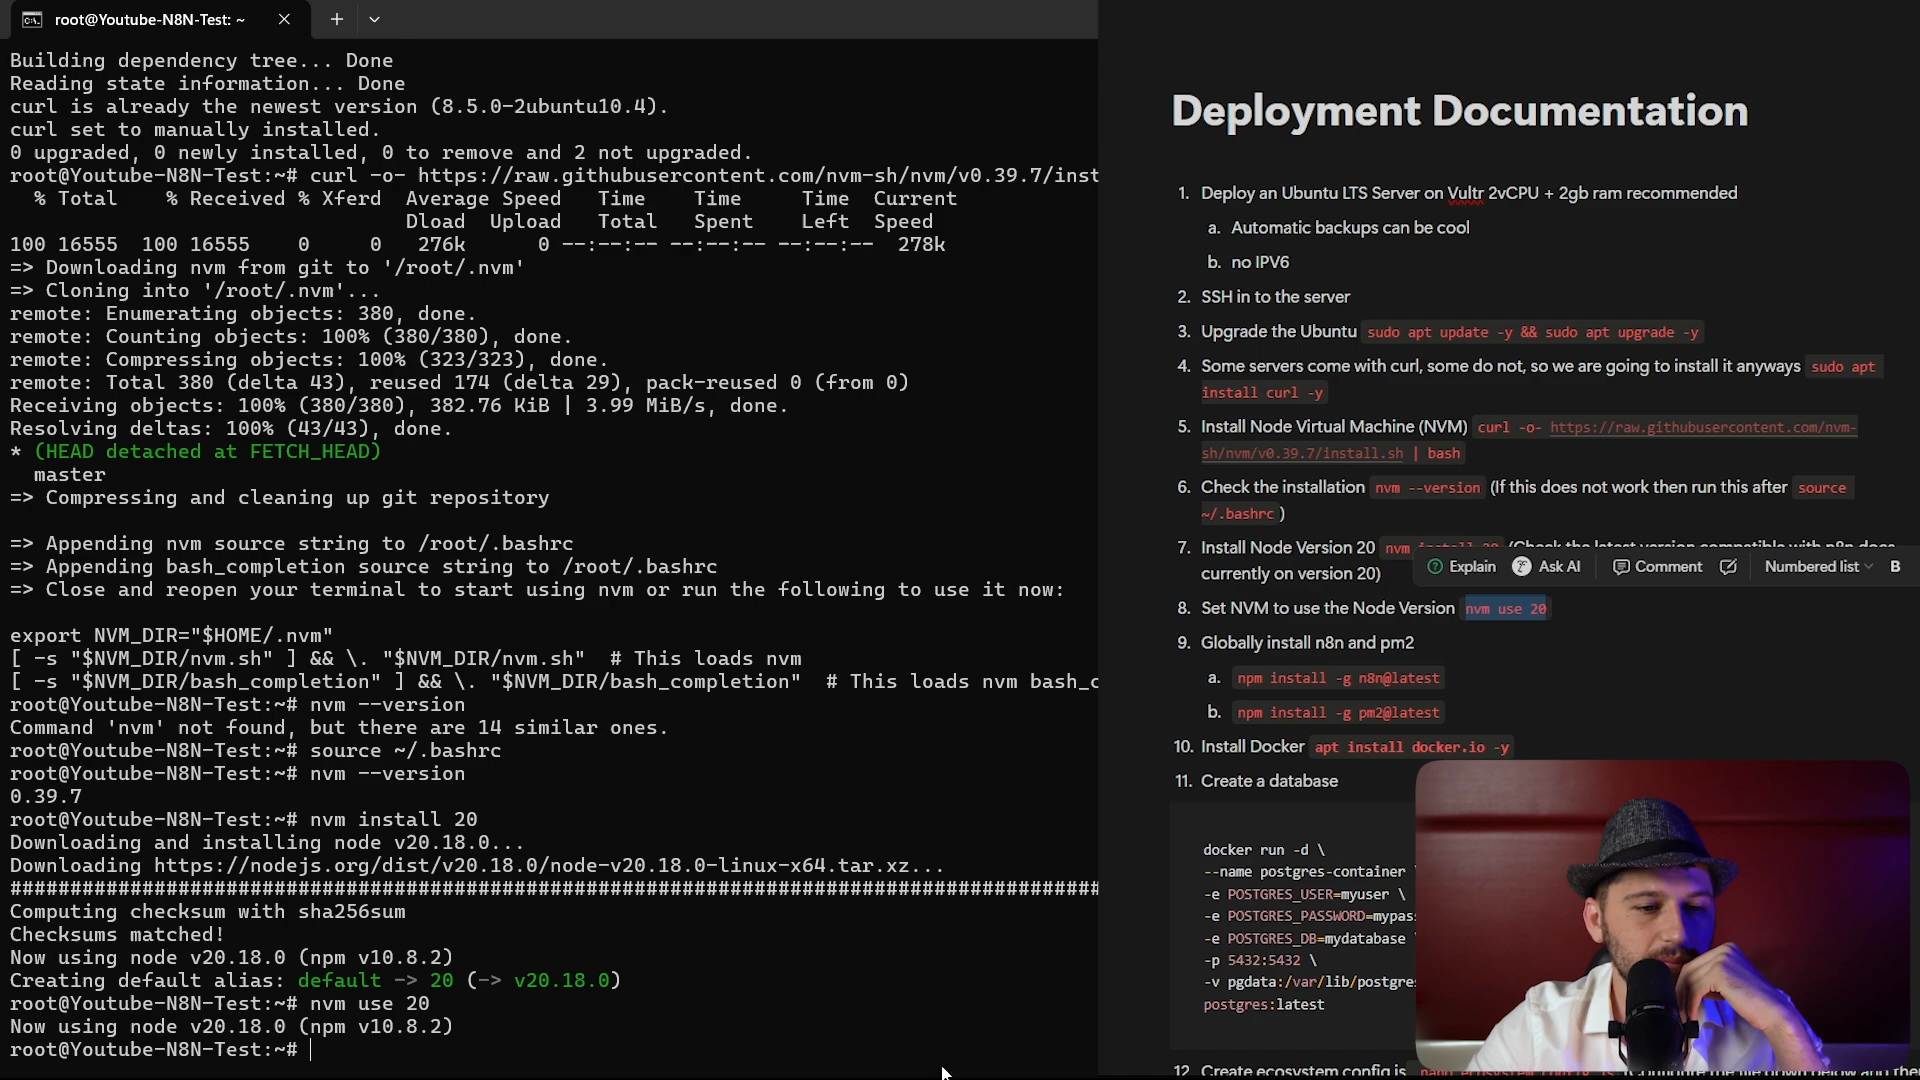 root@Youtube-N8N-Test: ~
Building dependency tree... Done
Reading state information... Done
curl is already the newest version (8.5.0-2ubuntu10.4).
curl set to manually installed.
0 upgraded, 0 newly installed, 0 to remove and 2 not upgraded.
root@Youtube-N8N-Test:~# curl -o- https://raw.githubusercontent.com/nvm-sh/nvm/v0.39.7/inst
% Total % Received % Xferd Average Speed Time Time Time Current
Dload Upload Total Spent Left Speed
100 16555 100 16555 0 0 276k 0 --:--:-- --:--:-- --:--:-- 278k
=> Downloading nvm from git to '/root/.nvm'
=> Cloning into '/root/.nvm'...
remote: Enumerating objects: 380, done.
remote: Counting objects: 100% (380/380), done.
remote: Compressing objects: 100% (323/323), done.
remote: Total 380 (delta 43), reused 174 (delta 29), pack-reused 0 (from 0)
Receiving objects: 100% (380/380), 382.76 KiB | 3.99 MiB/s, done.
Resolving deltas: 100% (43/43), done.
* (HEAD detached at FETCH_HEAD)
master
=> Compressing and cleaning up git repository
=> Appending nvm source string to /root/.bashrc
=> Appending bash_completion source string to /root/.bashrc
=> Close and reopen your terminal to start using nvm or run the following to use it now:
export NVM_DIR="$HOME/.nvm"
[ -s "$NVM_DIR/nvm.sh" ] && \. "$NVM_DIR/nvm.sh" # This loads nvm
[ -s "$NVM_DIR/bash_completion" ] && \. "$NVM_DIR/bash_completion" # This loads nvm bash_c
root@Youtube-N8N-Test:~# nvm --version
Command 'nvm' not found, but there are 14 similar ones.
root@Youtube-N8N-Test:~# source ~/.bashrc
root@Youtube-N8N-Test:~# nvm --version
0.39.7
root@Youtube-N8N-Test:~# nvm install 20
Downloading and installing node v20.18.0...
Downloading https://nodejs.org/dist/v20.18.0/node-v20.18.0-linux-x64.tar.xz...
###########################################################################################
Computing checksum with sha256sum
Checksums matched!
Now using node v20.18.0 (npm v10.8.2)
Creating default alias: default -> 20 (-> v20.18.0)
root@Youtube-N8N-Test:~# nvm use 20
Now using node v20.18.0 (npm v10.8.2)
root@Youtube-N8N-Test:~#
Deployment Documentation
1. Deploy an Ubuntu LTS Server on Vultr 2vCPU + 2gb ram recommended
a. Automatic backups can be cool
b. no IPV6
2. SSH in to the server
3. Upgrade the Ubuntu sudo apt update -y && sudo apt upgrade -y
4. Some servers come with curl, some do not, so we are going to install it anyways sudo apt
install curl -y
5. Install Node Virtual Machine (NVM) curl -o- https://raw.githubusercontent.com/nvm-
sh/nvm/v0.39.7/install.sh | bash
6. Check the installation nvm --version (If this does not work then run this after source
~/.bashrc )
7. Install Node Version 20 nvm install 20 (Check the latest version compatible with n8n docs
currently on version 20)
Explain Ask AI Comment Numbered list B
8. Set NVM to use the Node Version nvm use 20
9. Globally install n8n and pm2
a. npm install -g n8n@latest
b. npm install -g pm2@latest
10. Install Docker apt install docker.io -y
11. Create a database
docker run -d \
--name postgres-container \
-e POSTGRES_USER=myuser \
-e POSTGRES_PASSWORD=mypas
-e POSTGRES_DB=mydatabase \
-p 5432:5432 \
-v pgdata:/var/lib/postgre
postgres:latest
12. Create ecosystem config js